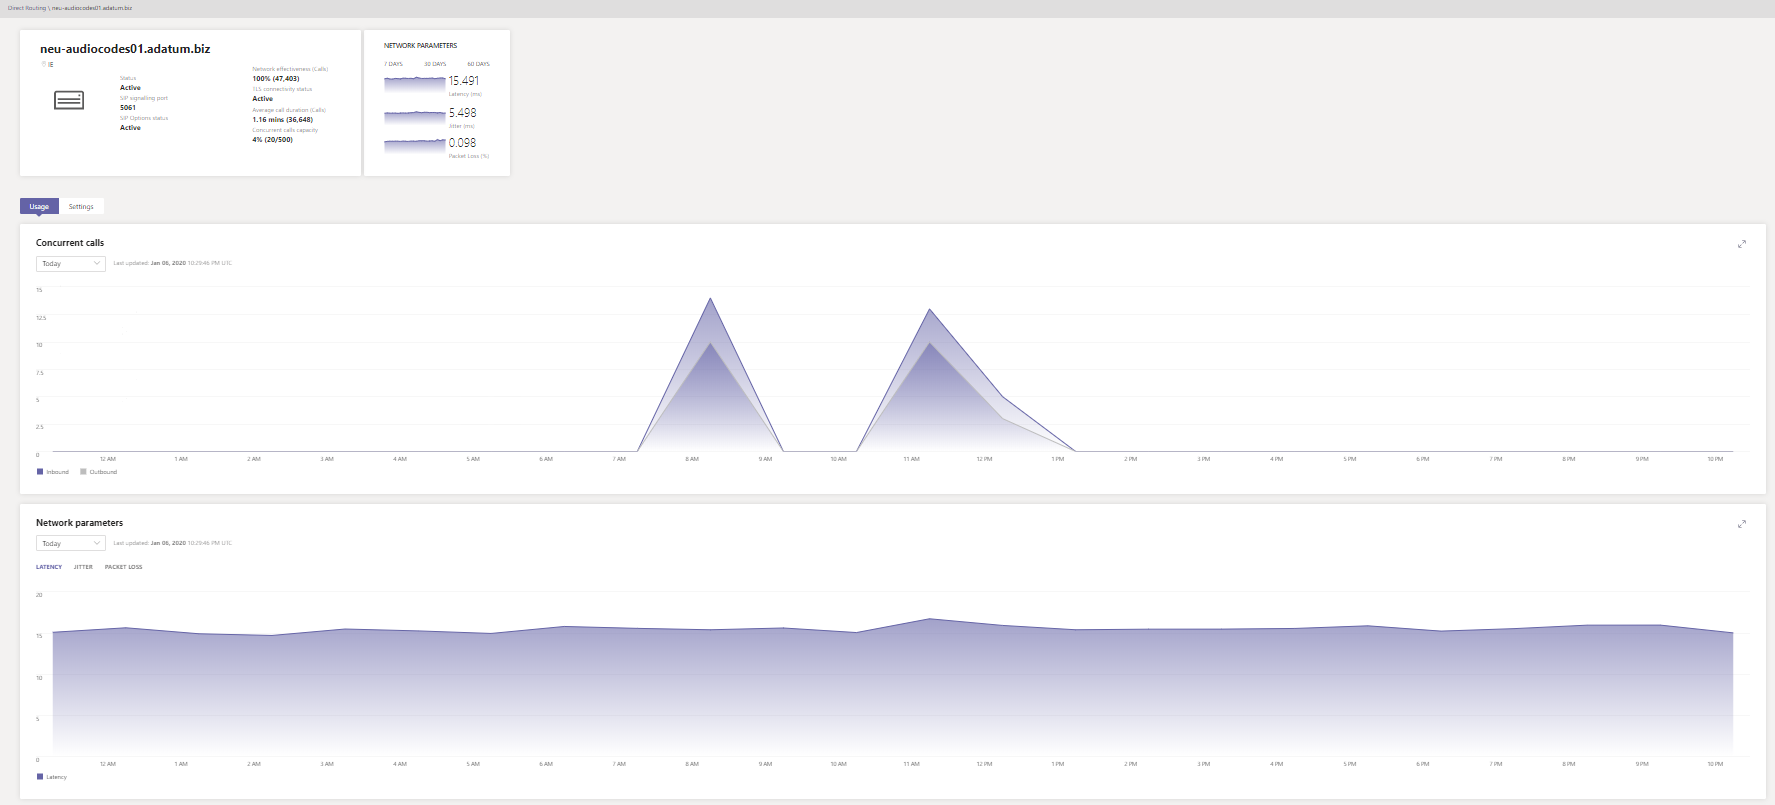 Direct Routing \ neu-audiocodes01.adatum.biz
neu-audiocodes01.adatum.biz
IE
Status
Active
SIP signalling port
5061
SIP Options status
Active
Network effectiveness (Calls)
100% (47,403)
TLS connectivity status
Active
Average call duration (Calls)
1.16 mins (36,648)
Concurrent calls capacity
4% (20/500)
NETWORK PARAMETERS
7 DAYS 30 DAYS 60 DAYS
15.491
Latency (ms)
5.498
Jitter (ms)
0.098
Packet Loss (%)
Usage Settings
Concurrent calls
Today Last updated: Jan 06, 2020 10:29:46 PM UTC
15
12.5
10
7.5
5
2.5
0
12 AM 1 AM 2 AM 3 AM 4 AM 5 AM 6 AM 7 AM 8 AM 9 AM 10 AM 11 AM 12 PM 1 PM 2 PM 3 PM 4 PM 5 PM 6 PM 7 PM 8 PM 9 PM 10 PM
Inbound Outbound
Network parameters
Today Last updated: Jan 06, 2020 10:29:46 PM UTC
LATENCY JITTER PACKET LOSS
20
15
10
5
0
12 AM 1 AM 2 AM 3 AM 4 AM 5 AM 6 AM 7 AM 8 AM 9 AM 10 AM 11 AM 12 PM 1 PM 2 PM 3 PM 4 PM 5 PM 6 PM 7 PM 8 PM 9 PM 10 PM
Latency